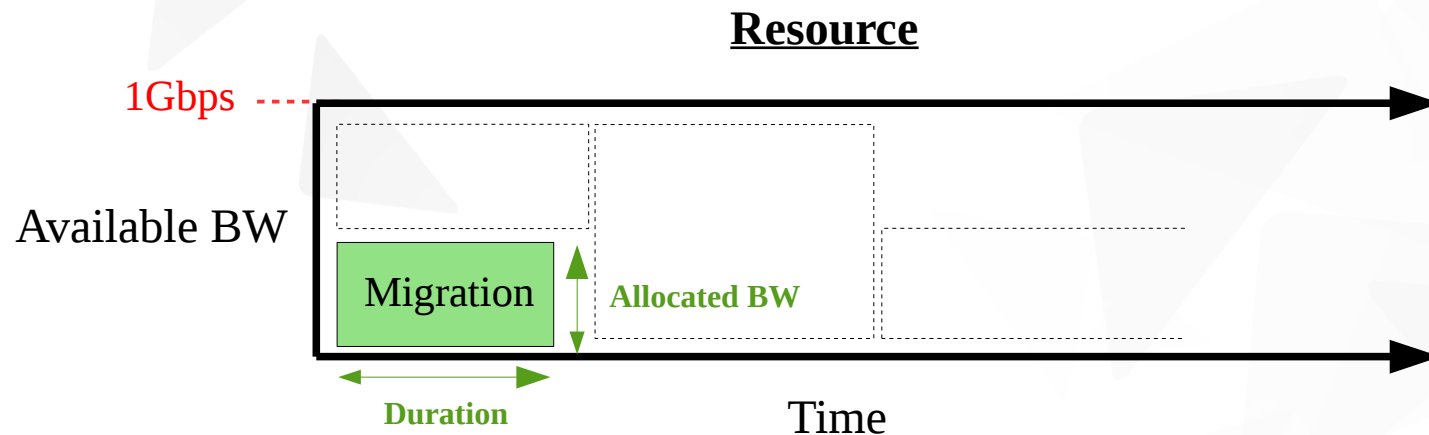 Resource
1Gbps
Available BW
Migration
Allocated BW
Duration
Time